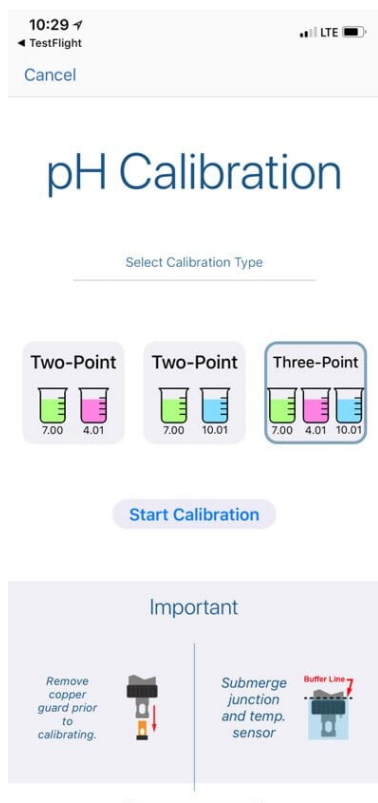 10:29
LTE
TestFlight
Cancel
pH Calibration
Select Calibration Type
Two-Point
7.00 4.01
Two-Point
7.00 10.01
Three-Point
7.00 4.01 10.01
Start Calibration
Important
Remove
copper
guard prior
to
calibrating.
Submerge
junction
and temp.
sensor
Buffer Line